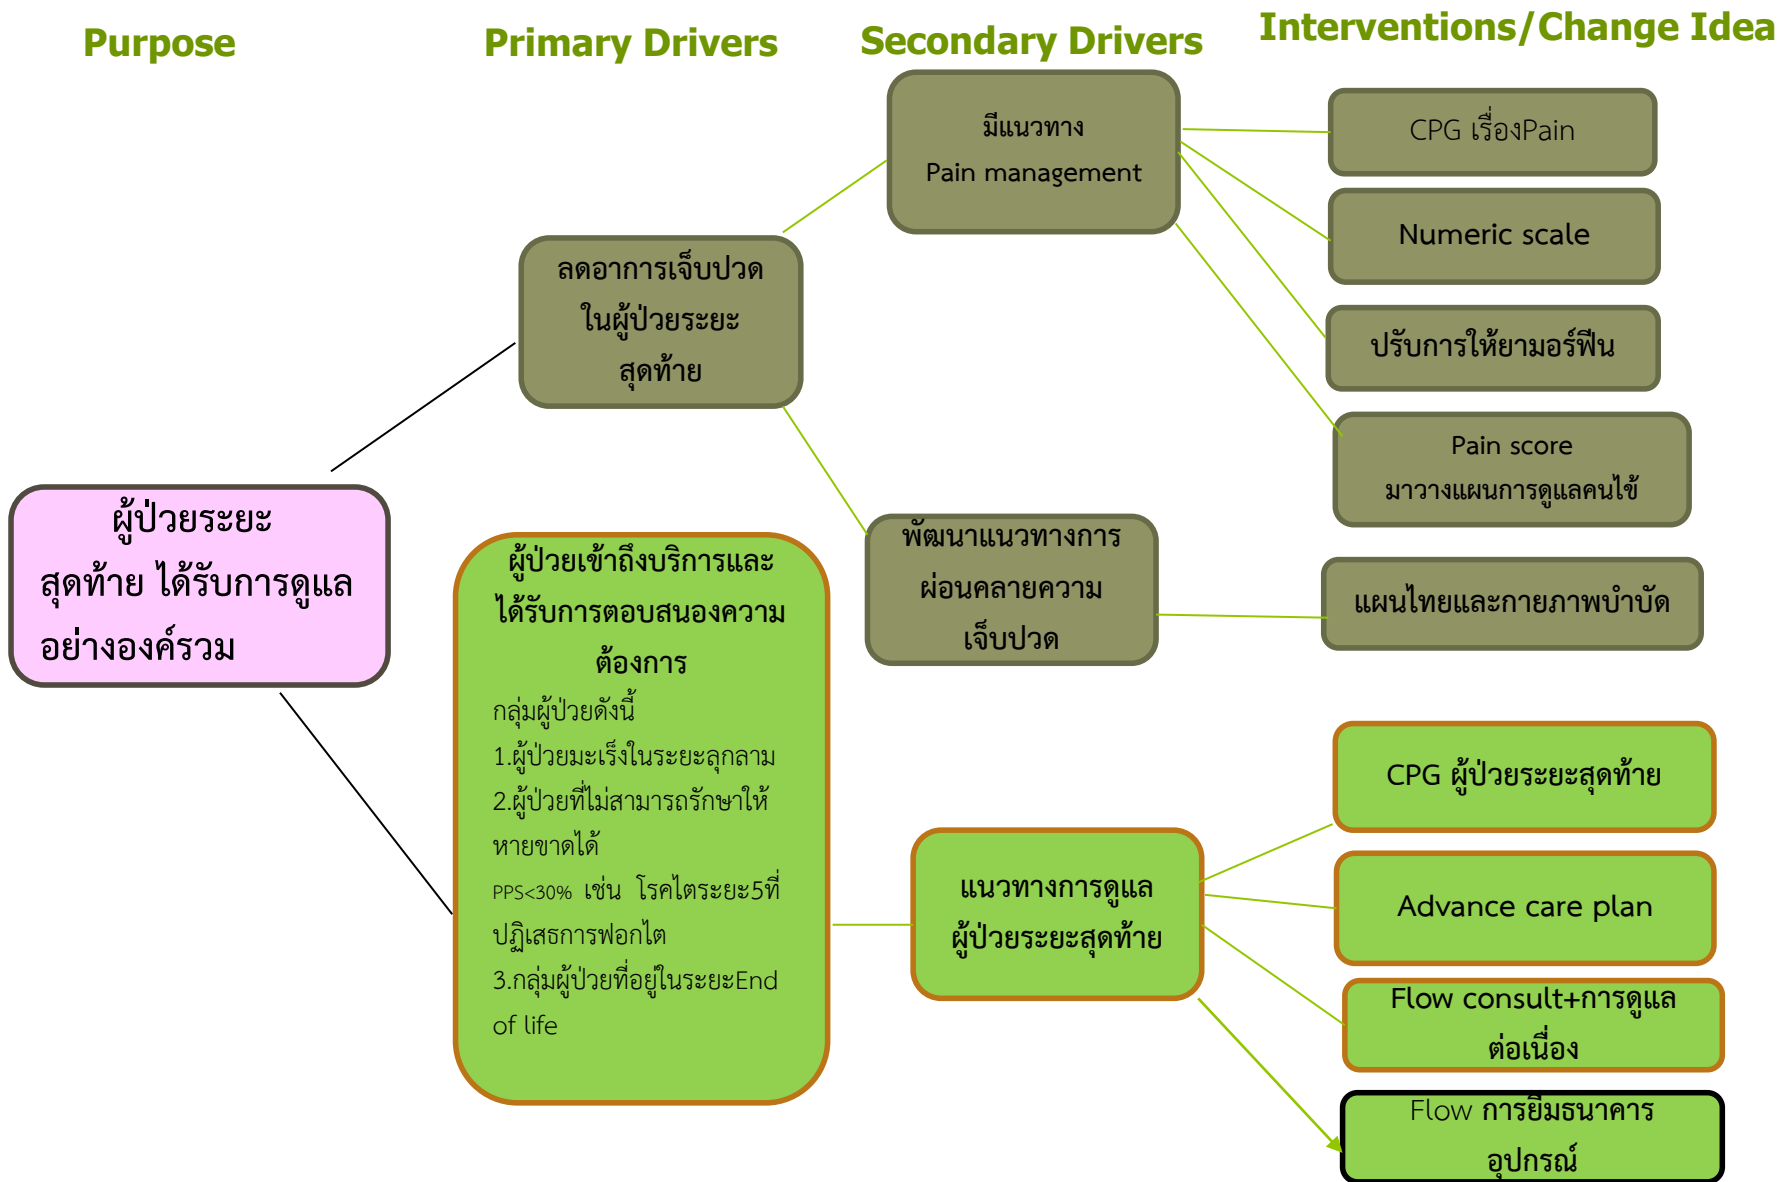 Purpose
Primary Drivers
Secondary Drivers
Interventions/Change Idea
ผู้ป่วยระยะ
สุดท้าย ได้รับการดูแล
อย่างองค์รวม
ลดอาการเจ็บปวด
ในผู้ป่วยระยะ
สุดท้าย
ผู้ป่วยเข้าถึงบริการและ
ได้รับการตอบสนองความ
ต้องการ
กลุ่มผู้ป่วยดังนี้
1.ผู้ป่วยมะเร็งในระยะลุกลาม
2.ผู้ป่วยที่ไม่สามารถรักษาให้
หายขาดได้
PPS<30% เช่น โรคไตระยะ5ที่
ปฏิเสธการฟอกไต
3.กลุ่มผู้ป่วยที่อยู่ในระยะEnd
of life
มีแนวทาง
Pain management
พัฒนาแนวทางการ
ผ่อนคลายความ
เจ็บปวด
แนวทางการดูแล
ผู้ป่วยระยะสุดท้าย
CPG เรื่องPain
Numeric scale
ปรับการให้ยามอร์ฟีน
Pain score
มาวางแผนการดูแลคนไข้
แผนไทยและกายภาพบำบัด
CPG ผู้ป่วยระยะสุดท้าย
Advance care plan
Flow consult+การดูแล
ต่อเนื่อง
Flow การยืมธนาคาร
อุปกรณ์